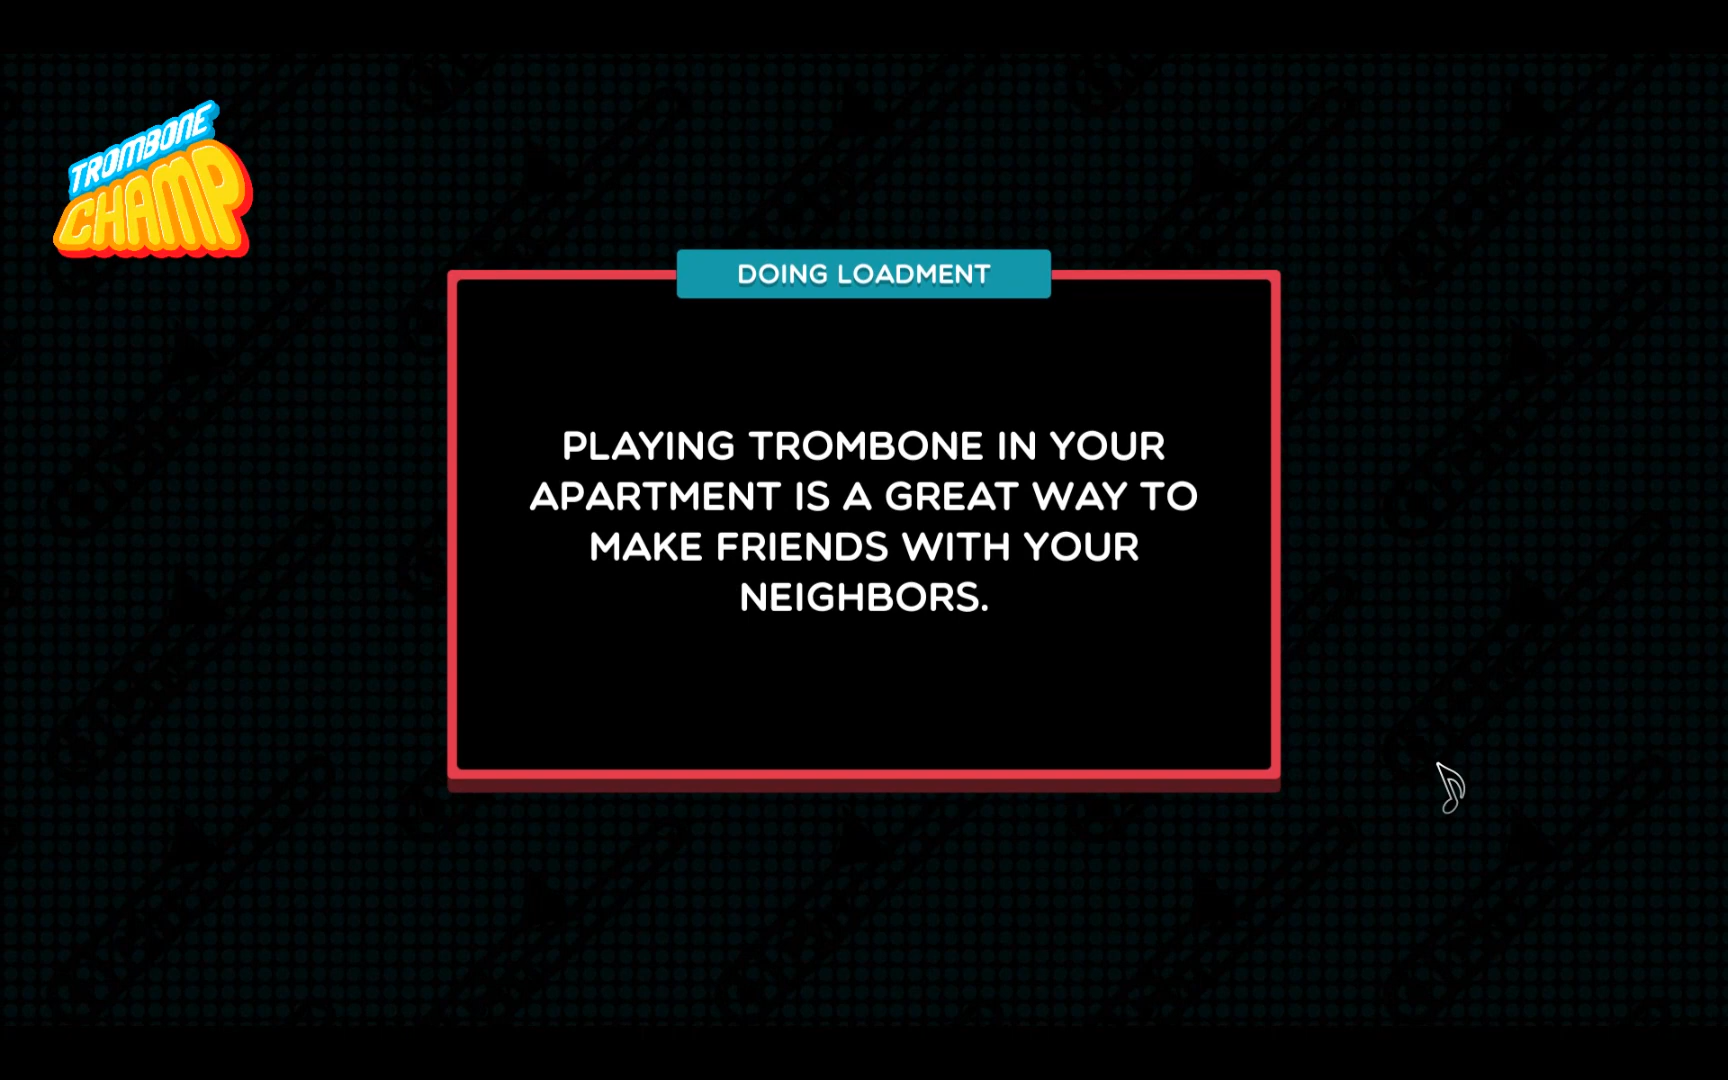 TROMBONE
CHAMP
DOING LOADMENT
PLAYING TROMBONE IN YOUR
APARTMENT IS A GREAT WAY TO
MAKE FRIENDS WITH YOUR
NEIGHBORS.